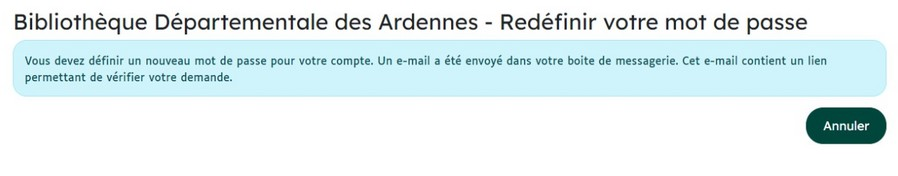 Bibliothèque Départementale des Ardennes - Redéfinir votre mot de passe
Vous devez définir un nouveau mot de passe pour votre compte. Un e-mail a été envoyé dans votre boite de messagerie. Cet e-mail contient un lien
permettant de vérifier votre demande.
Annuler